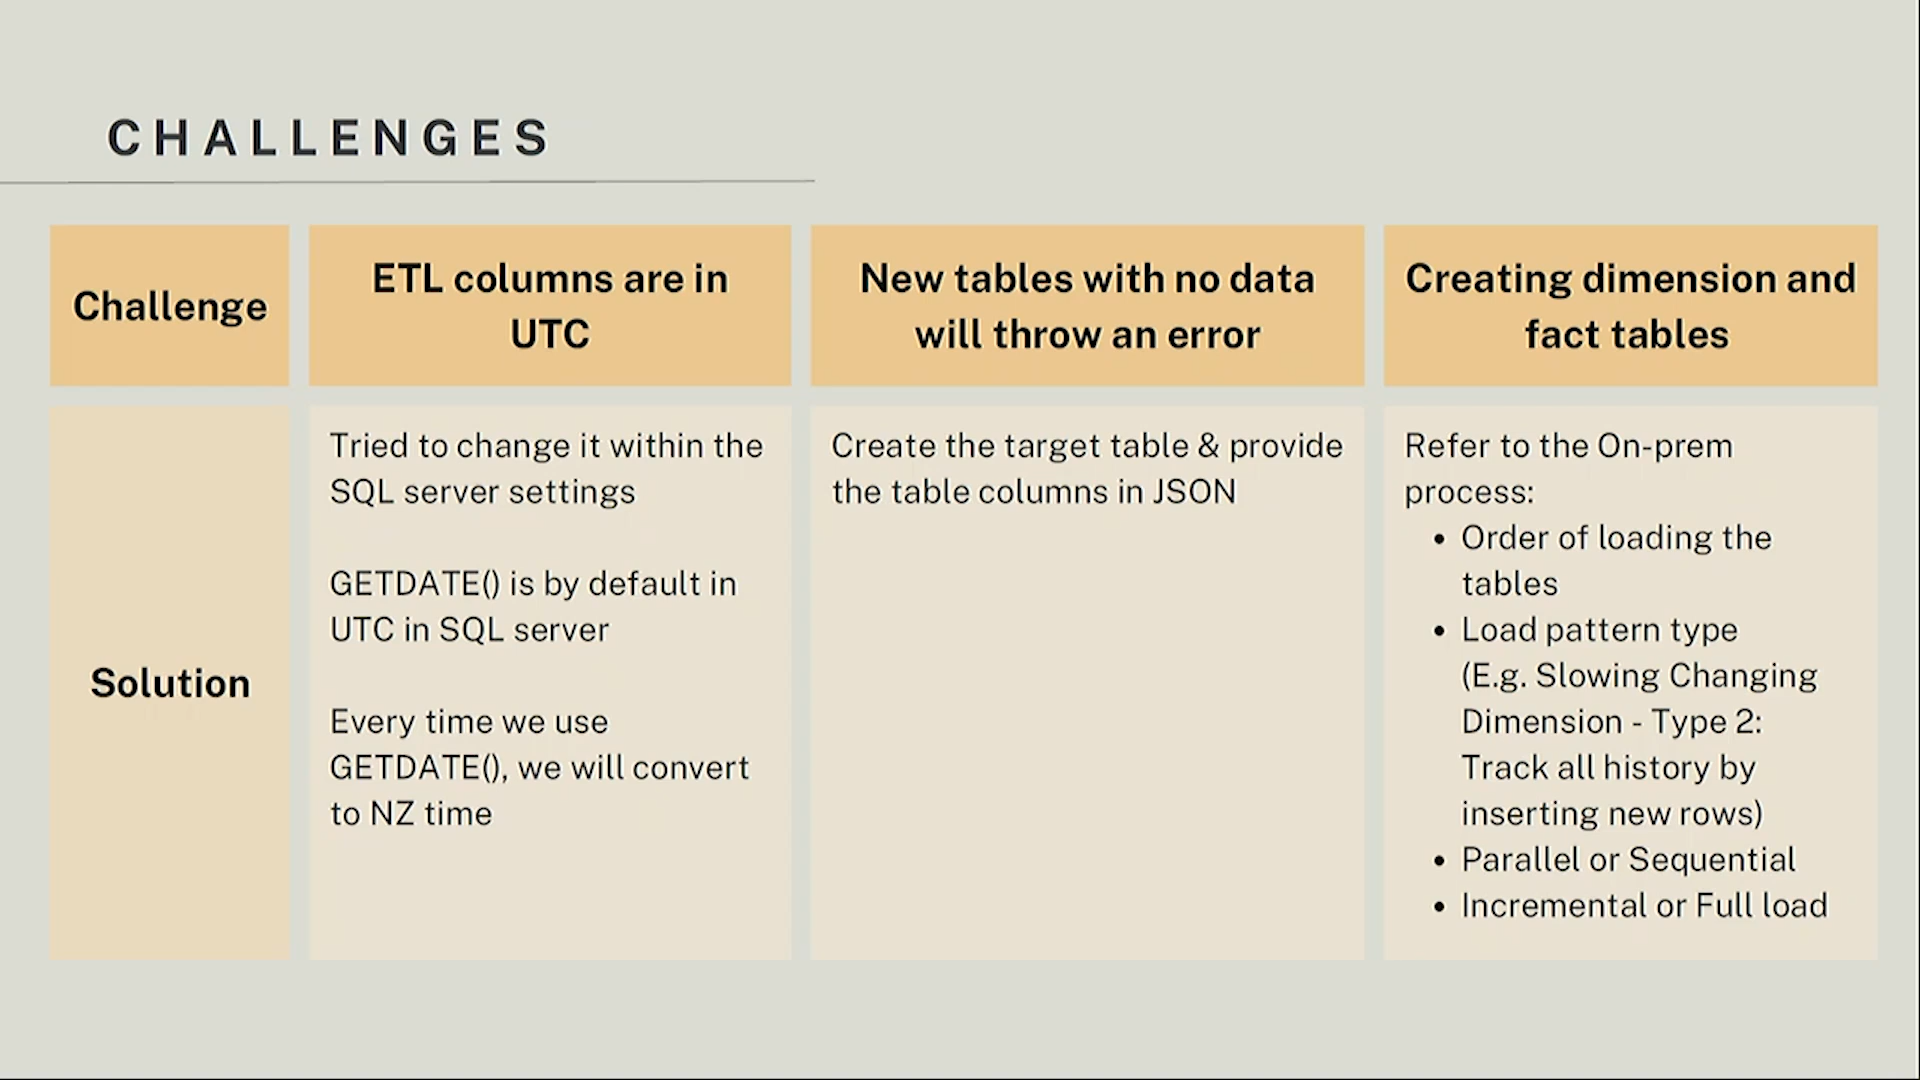 CHALLENGES
Challenge
ETL columns are in
UTC
New tables with no data
will throw an error
Creating dimension and
fact tables
Solution
Tried to change it within the
SQL server settings
GETDATE() is by default in
UTC in SQL server
Every time we use
GETDATE(), we will convert
to NZ time
Create the target table & provide
the table columns in JSON
Refer to the On-prem
process:
• Order of loading the
tables
• Load pattern type
(E.g. Slowing Changing
Dimension - Type 2:
Track all history by
inserting new rows)
• Parallel or Sequential
• Incremental or Full load